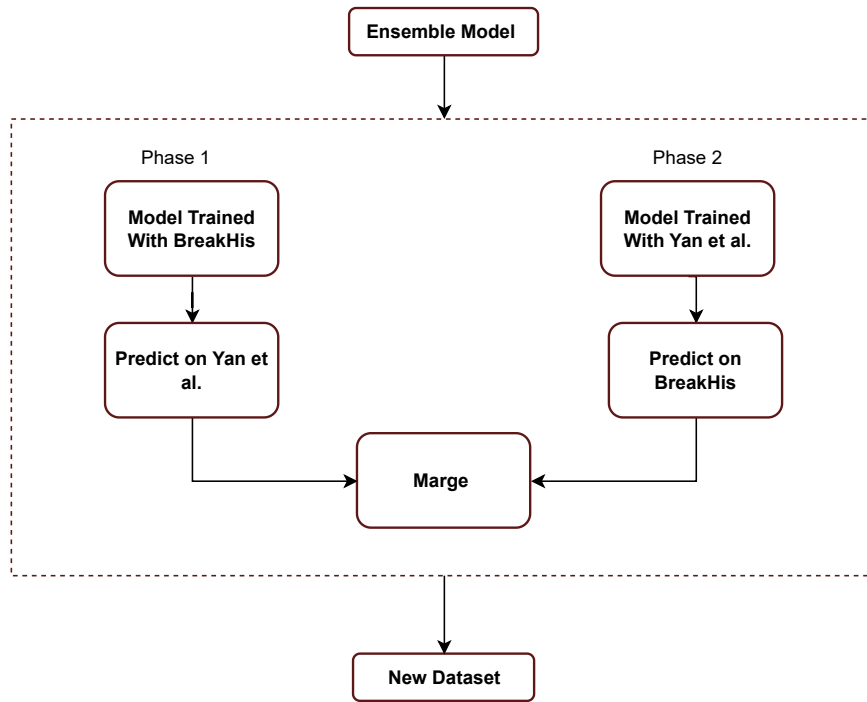 Ensemble Model
Phase 1
Phase 2
Model Trained
With BreakHis
Model Trained
With Yan et al.
Predict on Yan et
al.
Predict on
BreakHis
Marge
New Dataset